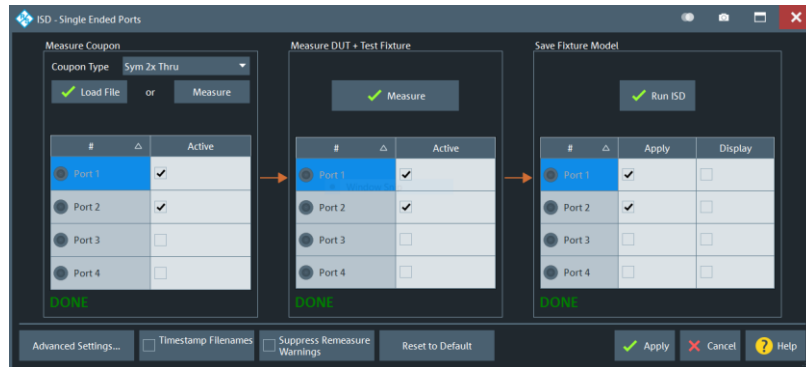 ISD - Single Ended Ports
Measure Coupon
Coupon Type Sym 2x Thru
Load File or Measure
# Active
Port 1
Port 2
Port 3
Port 4
DONE
Measure DUT + Test Fixture
Measure
# Active
Port 1
Port 2
Port 3
Port 4
DONE
Save Fixture Model
Run ISD
# Apply Display
Port 1
Port 2
Port 3
Port 4
DONE
Advanced Settings...
Timestamp Filenames
Suppress Remeasure
Warnings
Reset to Default
Apply
Cancel
? Help